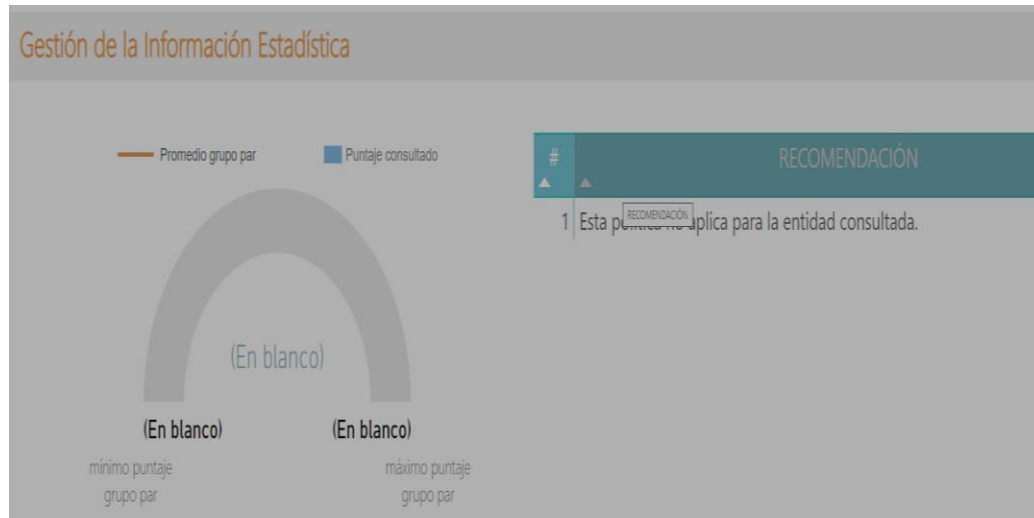 Gestión de la Información Estadística
Promedio grupo par
Puntaje consultado
# RECOMENDACIÓN
1 Esta política no aplica para la entidad consultada.
RECOMENDACIÓN
(En blanco)
(En blanco) (En blanco)
mínimo puntaje
grupo par
máximo puntaje
grupo par